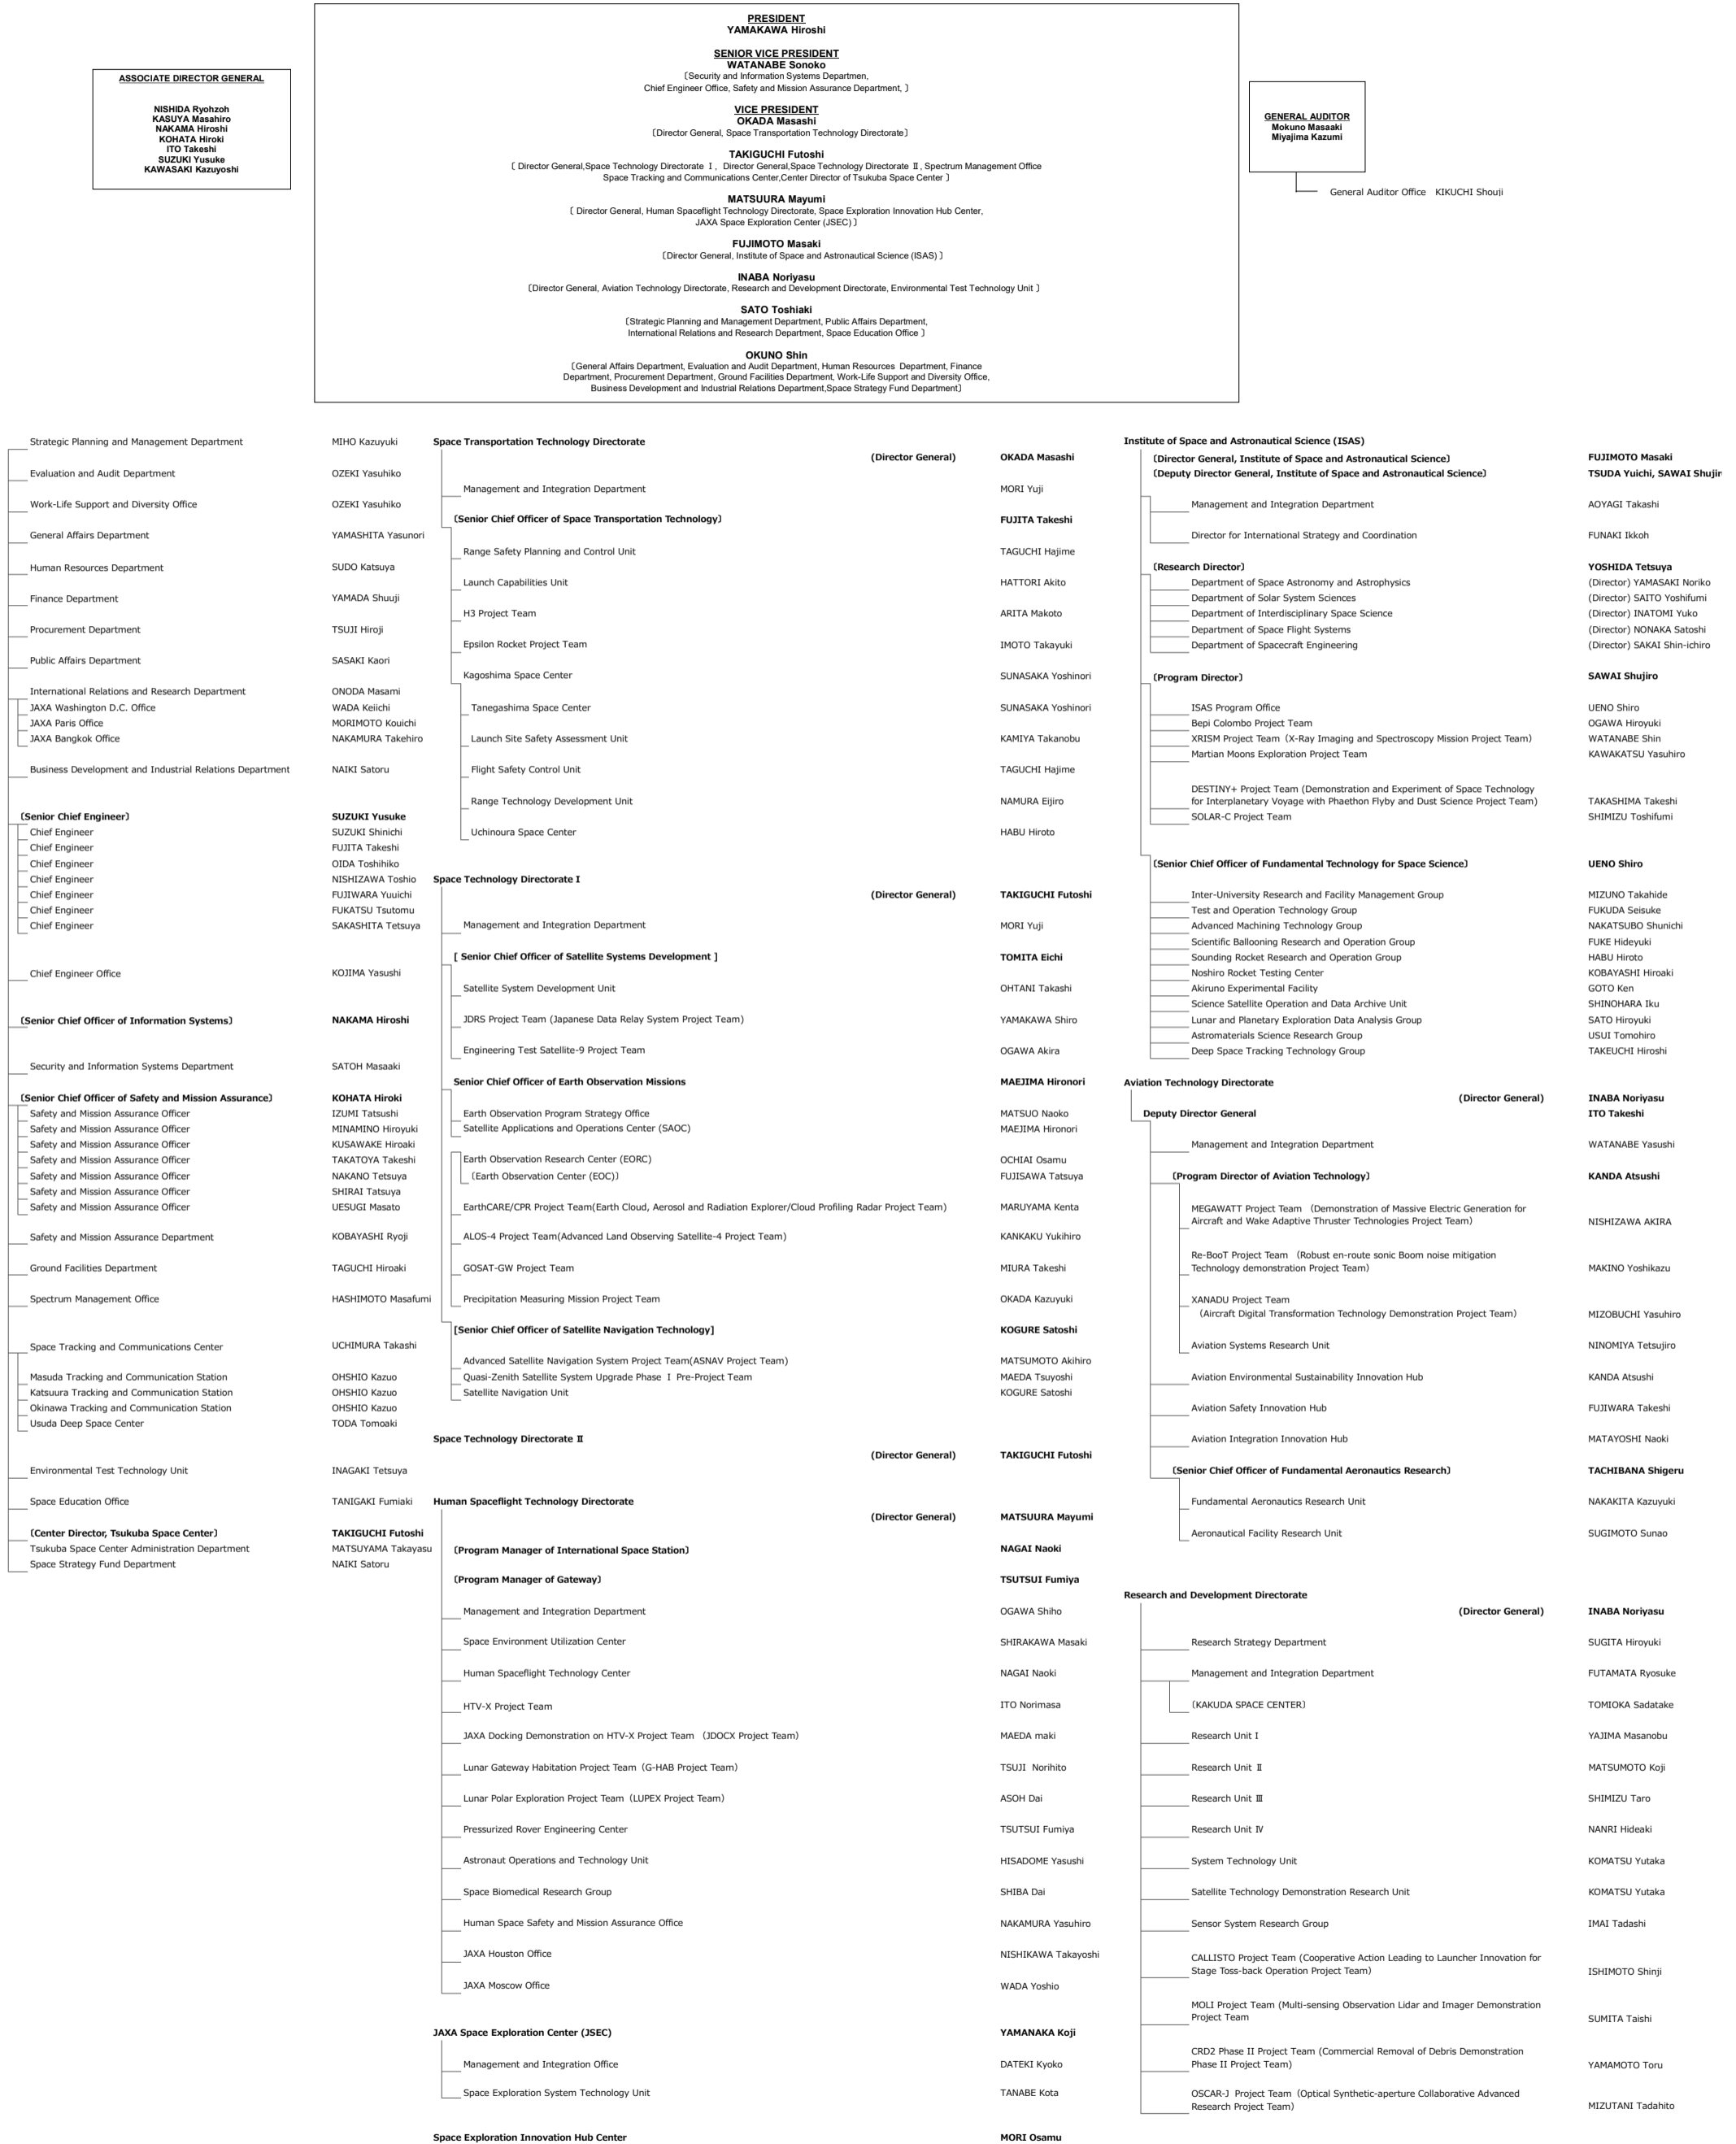 PRESIDENT
YAMAKAWA Hiroshi
SENIOR VICE PRESIDENT
WATANABE Sonoko
〔Security and Information Systems Departmen,
Chief Engineer Office, Safety and Mission Assurance Department, 〕
VICE PRESIDENT
OKADA Masashi
〔Director General, Space Transportation Technology Directorate〕
TAKIGUCHI Futoshi
〔 Director General,Space Technology Directorate Ⅰ, Director General,Space Technology Directorate Ⅱ, Spectrum Management Office
Space Tracking and Communications Center,Center Director of Tsukuba Space Center 〕
MATSUURA Mayumi
〔 Director General, Human Spaceflight Technology Directorate, Space Exploration Innovation Hub Center,
JAXA Space Exploration Center (JSEC) 〕
FUJIMOTO Masaki
〔Director General, Institute of Space and Astronautical Science (ISAS) 〕
INABA Noriyasu
〔Director General, Aviation Technology Directorate, Research and Development Directorate, Environmental Test Technology Unit 〕
SATO Toshiaki
〔Strategic Planning and Management Department, Public Affairs Department,
International Relations and Research Department, Space Education Office 〕
OKUNO Shin
〔General Affairs Department, Evaluation and Audit Department, Human Resources Department, Finance
Department, Procurement Department, Ground Facilities Department, Work-Life Support and Diversity Office,
Business Development and Industrial Relations Department,Space Strategy Fund Department〕
ASSOCIATE DIRECTOR GENERAL
NISHIDA Ryohzoh
KASUYA Masahiro
NAKAMA Hiroshi
KOHATA Hiroki
ITO Takeshi
SUZUKI Yusuke
KAWASAKI Kazuyoshi
GENERAL AUDITOR
Mokuno Masaaki
Miyajima Kazumi
General Auditor Office KIKUCHI Shouji
Strategic Planning and Management Department MIHO Kazuyuki
Evaluation and Audit Department OZEKI Yasuhiko
Work-Life Support and Diversity Office OZEKI Yasuhiko
General Affairs Department YAMASHITA Yasunori
Human Resources Department SUDO Katsuya
Finance Department YAMADA Shuuji
Procurement Department TSUJI Hiroji
Public Affairs Department SASAKI Kaori
International Relations and Research Department ONODA Masami
JAXA Washington D.C. Office WADA Keiichi
JAXA Paris Office MORIMOTO Kouichi
JAXA Bangkok Office NAKAMURA Takehiro
Business Development and Industrial Relations Department NAIKI Satoru
〔Senior Chief Engineer〕 SUZUKI Yusuke
Chief Engineer SUZUKI Shinichi
Chief Engineer FUJITA Takeshi
Chief Engineer OIDA Toshihiko
Chief Engineer NISHIZAWA Toshio
Chief Engineer FUJIWARA Yuuichi
Chief Engineer FUKATSU Tsutomu
Chief Engineer SAKASHITA Tetsuya
Chief Engineer Office KOJIMA Yasushi
〔Senior Chief Officer of Information Systems〕 NAKAMA Hiroshi
Security and Information Systems Department SATOH Masaaki
〔Senior Chief Officer of Safety and Mission Assurance〕 KOHATA Hiroki
Safety and Mission Assurance Officer IZUMI Tatsushi
Safety and Mission Assurance Officer MINAMINO Hiroyuki
Safety and Mission Assurance Officer KUSAWAKE Hiroaki
Safety and Mission Assurance Officer TAKATOYA Takeshi
Safety and Mission Assurance Officer NAKANO Tetsuya
Safety and Mission Assurance Officer SHIRAI Tatsuya
Safety and Mission Assurance Officer UESUGI Masato
Safety and Mission Assurance Department KOBAYASHI Ryoji
Ground Facilities Department TAGUCHI Hiroaki
Spectrum Management Office HASHIMOTO Masafumi
Space Tracking and Communications Center UCHIMURA Takashi
Masuda Tracking and Communication Station OHSHIO Kazuo
Katsuura Tracking and Communication Station OHSHIO Kazuo
Okinawa Tracking and Communication Station OHSHIO Kazuo
Usuda Deep Space Center TODA Tomoaki
Environmental Test Technology Unit INAGAKI Tetsuya
Space Education Office TANIGAKI Fumiaki
〔Center Director, Tsukuba Space Center〕 TAKIGUCHI Futoshi
Tsukuba Space Center Administration Department MATSUYAMA Takayasu
Space Strategy Fund Department NAIKI Satoru
Space Transportation Technology Directorate
(Director General) OKADA Masashi
Management and Integration Department MORI Yuji
〔Senior Chief Officer of Space Transportation Technology〕 FUJITA Takeshi
Range Safety Planning and Control Unit TAGUCHI Hajime
Launch Capabilities Unit HATTORI Akito
H3 Project Team ARITA Makoto
Epsilon Rocket Project Team IMOTO Takayuki
Kagoshima Space Center SUNASAKA Yoshinori
Tanegashima Space Center SUNASAKA Yoshinori
Launch Site Safety Assessment Unit KAMIYA Takanobu
Flight Safety Control Unit TAGUCHI Hajime
Range Technology Development Unit NAMURA Eijiro
Uchinoura Space Center HABU Hiroto
Space Technology Directorate I
(Director General) TAKIGUCHI Futoshi
Management and Integration Department MORI Yuji
[ Senior Chief Officer of Satellite Systems Development ] TOMITA Eichi
Satellite System Development Unit OHTANI Takashi
JDRS Project Team (Japanese Data Relay System Project Team) YAMAKAWA Shiro
Engineering Test Satellite-9 Project Team OGAWA Akira
Senior Chief Officer of Earth Observation Missions MAEJIMA Hironori
Earth Observation Program Strategy Office MATSUO Naoko
Satellite Applications and Operations Center (SAOC) MAEJIMA Hironori
Earth Observation Research Center (EORC) OCHIAI Osamu
〔Earth Observation Center (EOC)〕 FUJISAWA Tatsuya
EarthCARE/CPR Project Team(Earth Cloud, Aerosol and Radiation Explorer/Cloud Profiling Radar Project Team) MARUYAMA Kenta
ALOS-4 Project Team(Advanced Land Observing Satellite-4 Project Team) KANKAKU Yukihiro
GOSAT-GW Project Team MIURA Takeshi
Precipitation Measuring Mission Project Team OKADA Kazuyuki
[Senior Chief Officer of Satellite Navigation Technology] KOGURE Satoshi
Advanced Satellite Navigation System Project Team(ASNAV Project Team) MATSUMOTO Akihiro
Quasi-Zenith Satellite System Upgrade Phase Ⅰ Pre-Project Team MAEDA Tsuyoshi
Satellite Navigation Unit KOGURE Satoshi
Space Technology Directorate Ⅱ
(Director General) TAKIGUCHI Futoshi
Human Spaceflight Technology Directorate
(Director General) MATSUURA Mayumi
〔Program Manager of International Space Station〕 NAGAI Naoki
〔Program Manager of Gateway〕 TSUTSUI Fumiya
Management and Integration Department OGAWA Shiho
Space Environment Utilization Center SHIRAKAWA Masaki
Human Spaceflight Technology Center NAGAI Naoki
HTV-X Project Team ITO Norimasa
JAXA Docking Demonstration on HTV-X Project Team （JDOCX Project Team） MAEDA maki
Lunar Gateway Habitation Project Team（G-HAB Project Team） TSUJI Norihito
Lunar Polar Exploration Project Team（LUPEX Project Team） ASOH Dai
Pressurized Rover Engineering Center TSUTSUI Fumiya
Astronaut Operations and Technology Unit HISADOME Yasushi
Space Biomedical Research Group SHIBA Dai
Human Space Safety and Mission Assurance Office NAKAMURA Yasuhiro
JAXA Houston Office NISHIKAWA Takayoshi
JAXA Moscow Office WADA Yoshio
JAXA Space Exploration Center (JSEC) YAMANAKA Koji
Management and Integration Office DATEKI Kyoko
Space Exploration System Technology Unit TANABE Kota
Space Exploration Innovation Hub Center MORI Osamu
Institute of Space and Astronautical Science (ISAS)
〔Director General, Institute of Space and Astronautical Science〕 FUJIMOTO Masaki
〔Deputy Director General, Institute of Space and Astronautical Science〕 TSUDA Yuichi, SAWAI Shujir
Management and Integration Department AOYAGI Takashi
Director for International Strategy and Coordination FUNAKI Ikkoh
〔Research Director〕 YOSHIDA Tetsuya
Department of Space Astronomy and Astrophysics (Director) YAMASAKI Noriko
Department of Solar System Sciences (Director) SAITO Yoshifumi
Department of Interdisciplinary Space Science (Director) INATOMI Yuko
Department of Space Flight Systems (Director) NONAKA Satoshi
Department of Spacecraft Engineering (Director) SAKAI Shin-ichiro
〔Program Director〕 SAWAI Shujiro
ISAS Program Office UENO Shiro
Bepi Colombo Project Team OGAWA Hiroyuki
XRISM Project Team（X-Ray Imaging and Spectroscopy Mission Project Team） WATANABE Shin
Martian Moons Exploration Project Team KAWAKATSU Yasuhiro
DESTINY+ Project Team (Demonstration and Experiment of Space Technology
for Interplanetary Voyage with Phaethon Flyby and Dust Science Project Team) TAKASHIMA Takeshi
SOLAR-C Project Team SHIMIZU Toshifumi
〔Senior Chief Officer of Fundamental Technology for Space Science〕 UENO Shiro
Inter-University Research and Facility Management Group MIZUNO Takahide
Test and Operation Technology Group FUKUDA Seisuke
Advanced Machining Technology Group NAKATSUBO Shunichi
Scientific Ballooning Research and Operation Group FUKE Hideyuki
Sounding Rocket Research and Operation Group HABU Hiroto
Noshiro Rocket Testing Center KOBAYASHI Hiroaki
Akiruno Experimental Facility GOTO Ken
Science Satellite Operation and Data Archive Unit SHINOHARA Iku
Lunar and Planetary Exploration Data Analysis Group SATO Hiroyuki
Astromaterials Science Research Group USUI Tomohiro
Deep Space Tracking Technology Group TAKEUCHI Hiroshi
Aviation Technology Directorate
(Director General) INABA Noriyasu
Deputy Director General ITO Takeshi
Management and Integration Department WATANABE Yasushi
〔Program Director of Aviation Technology〕 KANDA Atsushi
MEGAWATT Project Team （Demonstration of Massive Electric Generation for
Aircraft and Wake Adaptive Thruster Technologies Project Team） NISHIZAWA AKIRA
Re-BooT Project Team （Robust en-route sonic Boom noise mitigation
Technology demonstration Project Team） MAKINO Yoshikazu
XANADU Project Team
（Aircraft Digital Transformation Technology Demonstration Project Team） MIZOBUCHI Yasuhiro
Aviation Systems Research Unit NINOMIYA Tetsujiro
Aviation Environmental Sustainability Innovation Hub KANDA Atsushi
Aviation Safety Innovation Hub FUJIWARA Takeshi
Aviation Integration Innovation Hub MATAYOSHI Naoki
〔Senior Chief Officer of Fundamental Aeronautics Research〕 TACHIBANA Shigeru
Fundamental Aeronautics Research Unit NAKAKITA Kazuyuki
Aeronautical Facility Research Unit SUGIMOTO Sunao
Research and Development Directorate
(Director General) INABA Noriyasu
Research Strategy Department SUGITA Hiroyuki
Management and Integration Department FUTAMATA Ryosuke
〔KAKUDA SPACE CENTER〕 TOMIOKA Sadatake
Research Unit I YAJIMA Masanobu
Research Unit Ⅱ MATSUMOTO Koji
Research Unit Ⅲ SHIMIZU Taro
Research Unit Ⅳ NANRI Hideaki
System Technology Unit KOMATSU Yutaka
Satellite Technology Demonstration Research Unit KOMATSU Yutaka
Sensor System Research Group IMAI Tadashi
CALLISTO Project Team (Cooperative Action Leading to Launcher Innovation for
Stage Toss-back Operation Project Team) ISHIMOTO Shinji
MOLI Project Team (Multi-sensing Observation Lidar and Imager Demonstration
Project Team SUMITA Taishi
CRD2 Phase II Project Team (Commercial Removal of Debris Demonstration
Phase II Project Team) YAMAMOTO Toru
OSCAR-J Project Team（Optical Synthetic-aperture Collaborative Advanced
Research Project Team） MIZUTANI Tadahito